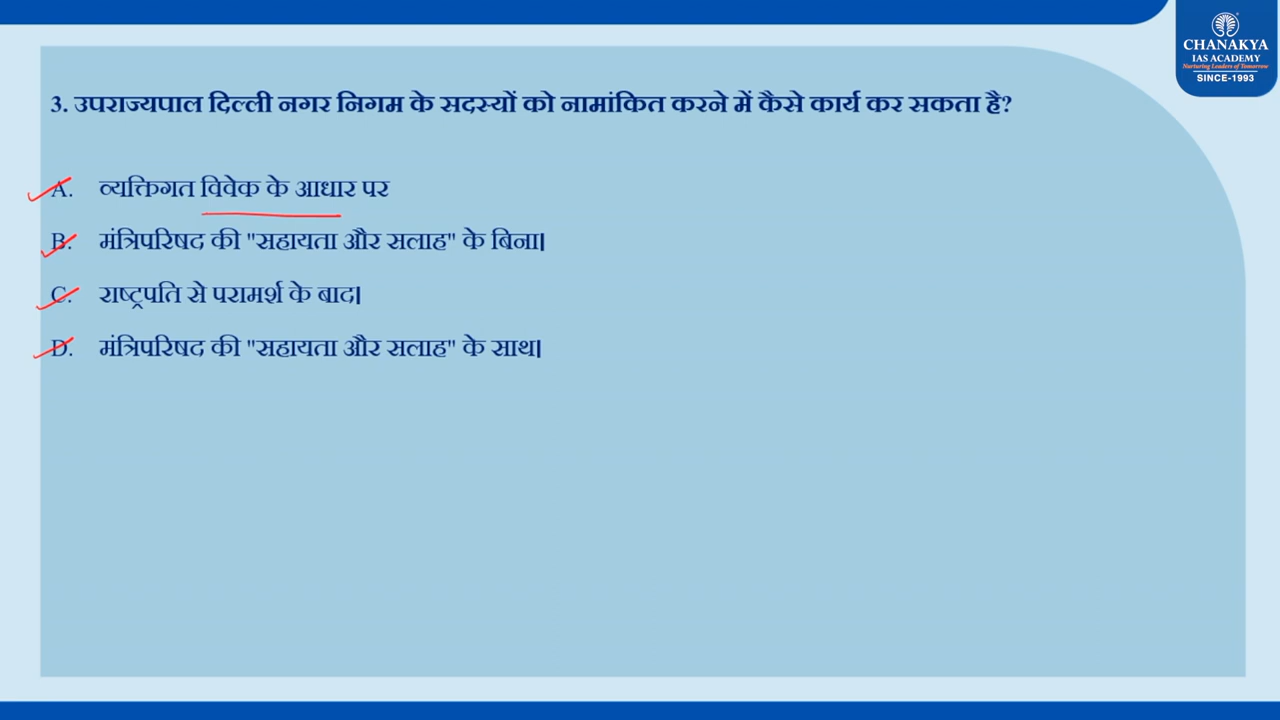 CHANAKYA
IAS ACADEMY
Nurturing Leaders of Tomorrow
SINCE-1993
3. उपराज्यपाल दिल्ली नगर निगम के सदस्यों को नामांकित करने में कैसे कार्य कर सकता है?
A. व्यक्तिगत विवेक के आधार पर
B. मंत्रिपरिषद की "सहायता और सलाह" के बिना।
C. राष्ट्रपति से परामर्श के बाद।
D. मंत्रिपरिषद की "सहायता और सलाह" के साथ।